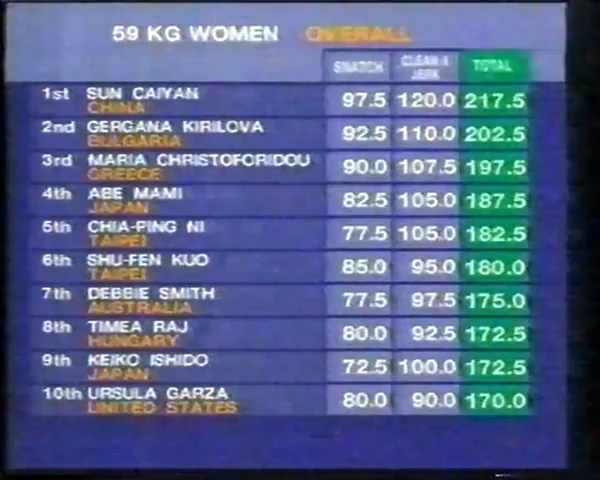 59 KG WOMEN OVERALL
SNATCH CLEAN & JERK TOTAL
1st SUN CAIYAN 97.5 120.0 217.5
CHINA
2nd GERGANA KIRILOVA 92.5 110.0 202.5
BULGARIA
3rd MARIA CHRISTOFORIDOU 90.0 107.5 197.5
GREECE
4th ABE MAMI 82.5 105.0 187.5
JAPAN
5th CHIA-PING NI 77.5 105.0 182.5
TAIPEI
6th SHU-FEN KUO 85.0 95.0 180.0
TAIPEI
7th DEBBIE SMITH 77.5 97.5 175.0
AUSTRALIA
8th TIMEA RAJ 80.0 92.5 172.5
HUNGARY
9th KEIKO ISHIDO 72.5 100.0 172.5
JAPAN
10th URSULA GARZA 80.0 90.0 170.0
UNITED STATES